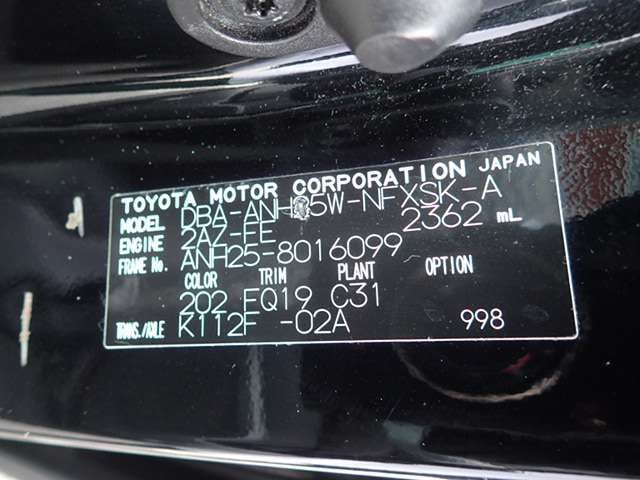 TOYOTA MOTOR CORPORATION JAPAN
MODEL DBA-ANH25W-NFXSK-A
ENGINE 2AZ-FE 2362 mL
FRAME No. ANH25-8016099
COLOR TRIM PLANT OPTION
202 FQ19 C31
TRANS./AXLE K112F -02A 998